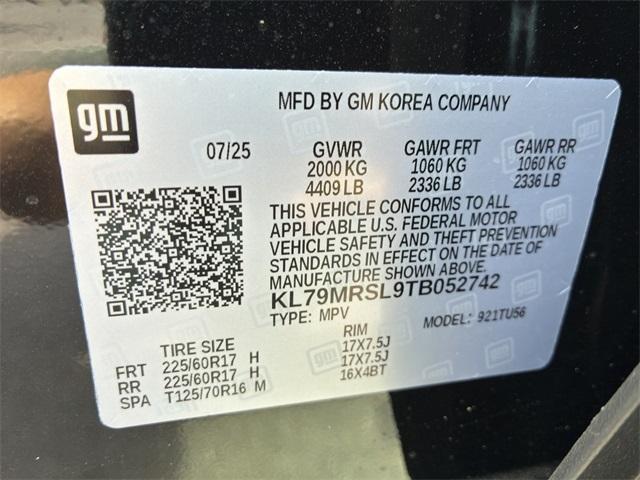 gm
MFD BY GM KOREA COMPANY
07/25 GVWR GAWR FRT GAWR RR
2000 KG 1060 KG 1060 KG
4409 LB 2336 LB 2336 LB
THIS VEHICLE CONFORMS TO ALL
APPLICABLE U.S. FEDERAL MOTOR
VEHICLE SAFETY AND THEFT PREVENTION
STANDARDS IN EFFECT ON THE DATE OF
MANUFACTURE SHOWN ABOVE.
KL79MRSL9TB052742
TYPE: MPV MODEL: 921TU56
TIRE SIZE RIM
FRT 225/60R17 H 17X7.5J
RR 225/60R17 H 17X7.5J
SPA T125/70R16 M 16X4BT